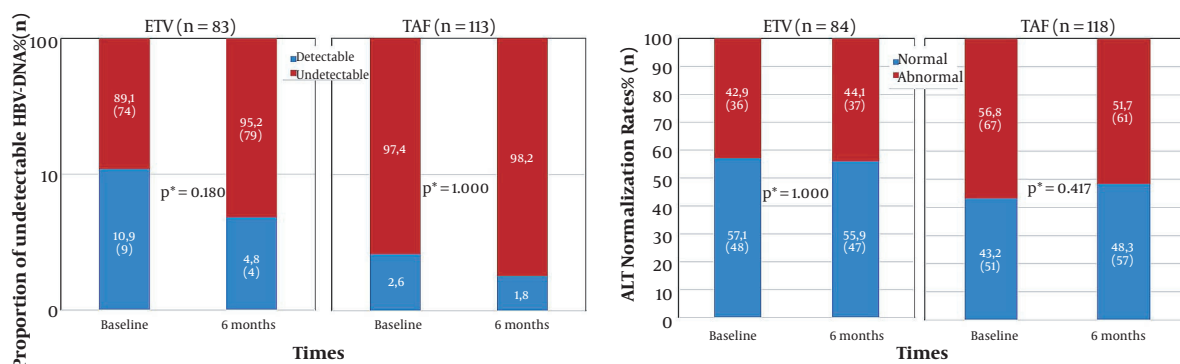 Proportion of undetectable HBV-DNA%(n)
ETV (n = 83)
TAF (n = 113)
100
10
0
Detectable
Undetectable
89,1
(74)
95,2
(79)
97,4
98,2
p* = 0.180
p* = 1.000
10,9
(9)
4,8
(4)
2,6
1,8
Baseline
6 months
Baseline
6 months
Times
ALT Normalization Rates% (n)
ETV (n = 84)
TAF (n = 118)
100
90
80
70
60
50
40
30
20
10
0
Normal
Abnormal
42,9
(36)
44,1
(37)
56,8
(67)
51,7
(61)
p* = 1.000
p* = 0.417
57,1
(48)
55,9
(47)
43,2
(51)
48,3
(57)
Baseline
6 months
Baseline
6 months
Times